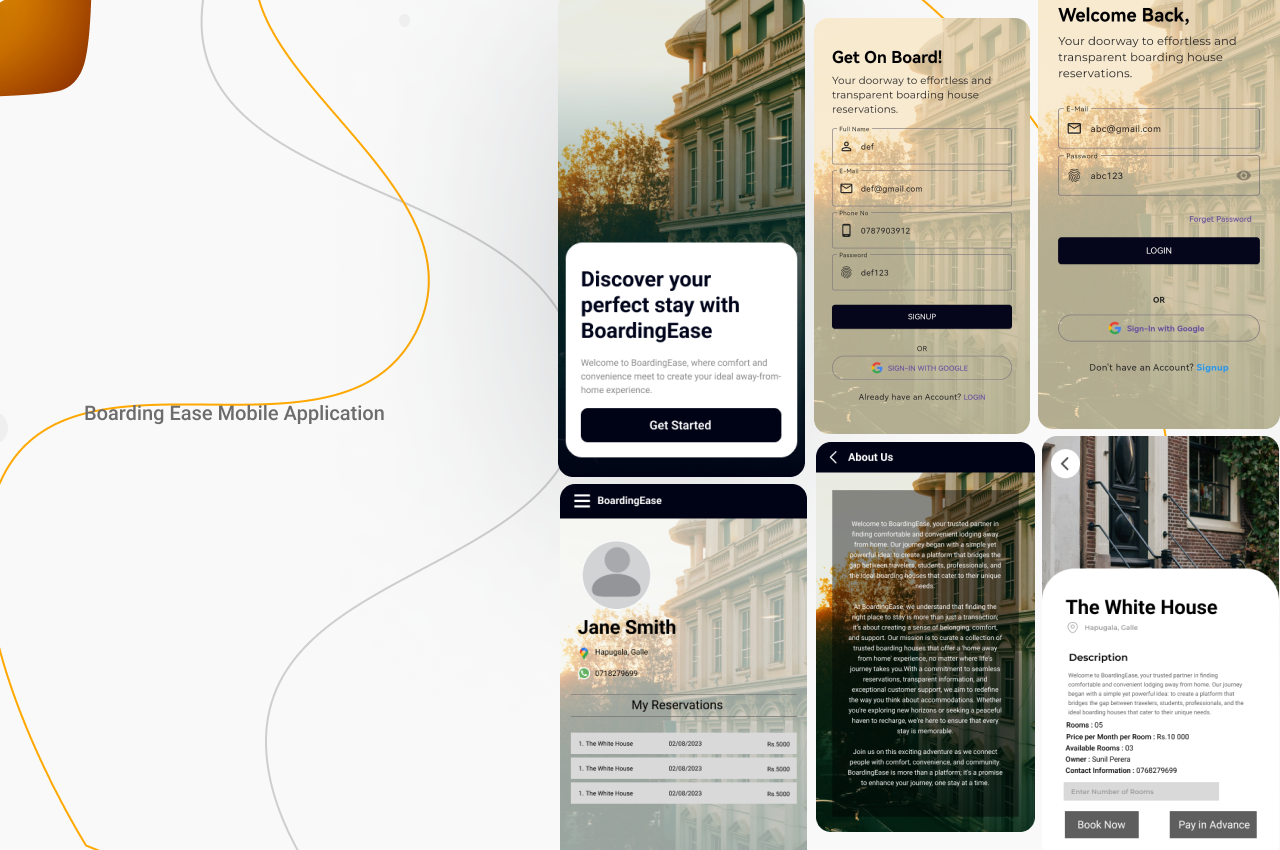 Boarding Ease Mobile Application
Discover your
perfect stay with
BoardingEase
Welcome to BoardingEase, where comfort and
convenience meet to create your ideal away-from-
home experience.
Get Started
BoardingEase
Jane Smith
Hapugala, Galle
0718279699
My Reservations
1. The White House 02/08/2023 Rs.5000
1. The White House 02/08/2023 Rs.5000
1. The White House 02/08/2023 Rs.5000
Get On Board!
Your doorway to effortless and
transparent boarding house
reservations.
Full Name
def
E-Mail
def@gmail.com
Phone No
0787903912
Password
def123
SIGNUP
OR
SIGN-IN WITH GOOGLE
Already have an Account? LOGIN
About Us
Welcome to BoardingEase, your trusted partner in
finding comfortable and convenient lodging away
from home. Our journey began with a simple yet
powerful idea: to create a platform that bridges the
gap between travelers, students, professionals, and
the ideal boarding houses that cater to their unique
needs.
At BoardingEase, we understand that finding the
right place to stay is more than just a transaction;
it's about creating a sense of belonging, comfort,
and support. Our mission is to curate a collection of
trusted boarding houses that offer a 'home away
from home' experience, no matter where life's
journey takes you.With a commitment to seamless
reservations, transparent information, and
exceptional customer support, we aim to redefine
the way you think about accommodations. Whether
you're exploring new horizons or seeking a peaceful
haven to recharge, we're here to ensure that every
stay is memorable.
Join us on this exciting adventure as we connect
people with comfort, convenience, and community
BoardingEase is more than a platform; it's a promise
to enhance your journey, one stay at a time.
Welcome Back,
Your doorway to effortless and
transparent boarding house
reservations.
E-Mail
abc@gmail.com
Password
abc123
Forget Password
LOGIN
OR
Sign-In with Google
Don't have an Account? Signup
The White House
Hapugala, Galle
Description
Welcome to BoardingEase, your trusted partner in finding
comfortable and convenient lodging away from home. Our journey
began with a simple yet powerful idea: to create a platform that
bridges the gap between travelers, students, professionals, and the
ideal boarding houses that cater to their unique needs.
Rooms : 05
Price per Month per Room : Rs.10 000
Available Rooms : 03
Owner : Sunil Perera
Contact Information : 0768279699
Enter Number of Rooms
Book Now
Pay in Advance